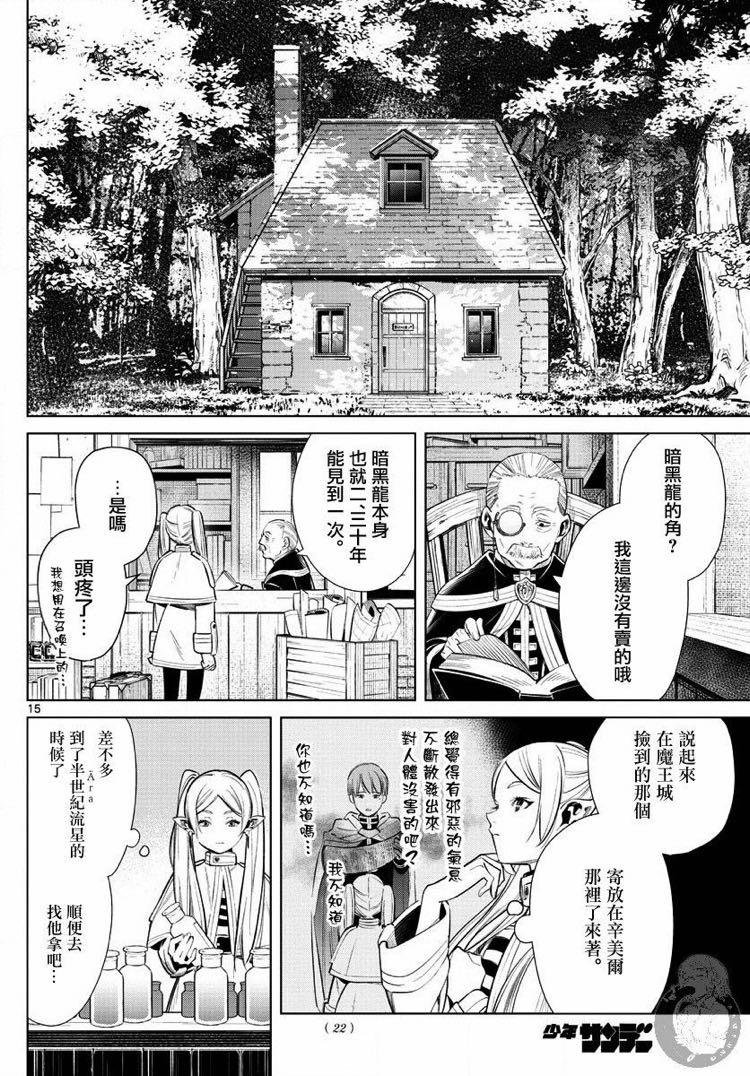 暗黑龍的角?
我這邊沒有賣的哦
暗黑龍本身
也就二、三十年
能見到一次。
…是嗎
頭疼了…
我想用在召喚上的…
15
說起來
在魔王城
撿到的那個
寄放在辛美爾
那裡了來著。
總覺得有邪惡的氣息
不斷散發出來
對人體沒害的吧?
我不知道
你也不知道嗎…
差不多
Āra
到了半世紀流星的
時候了
順便去
找他拿吧…
(22)
少年サンデー